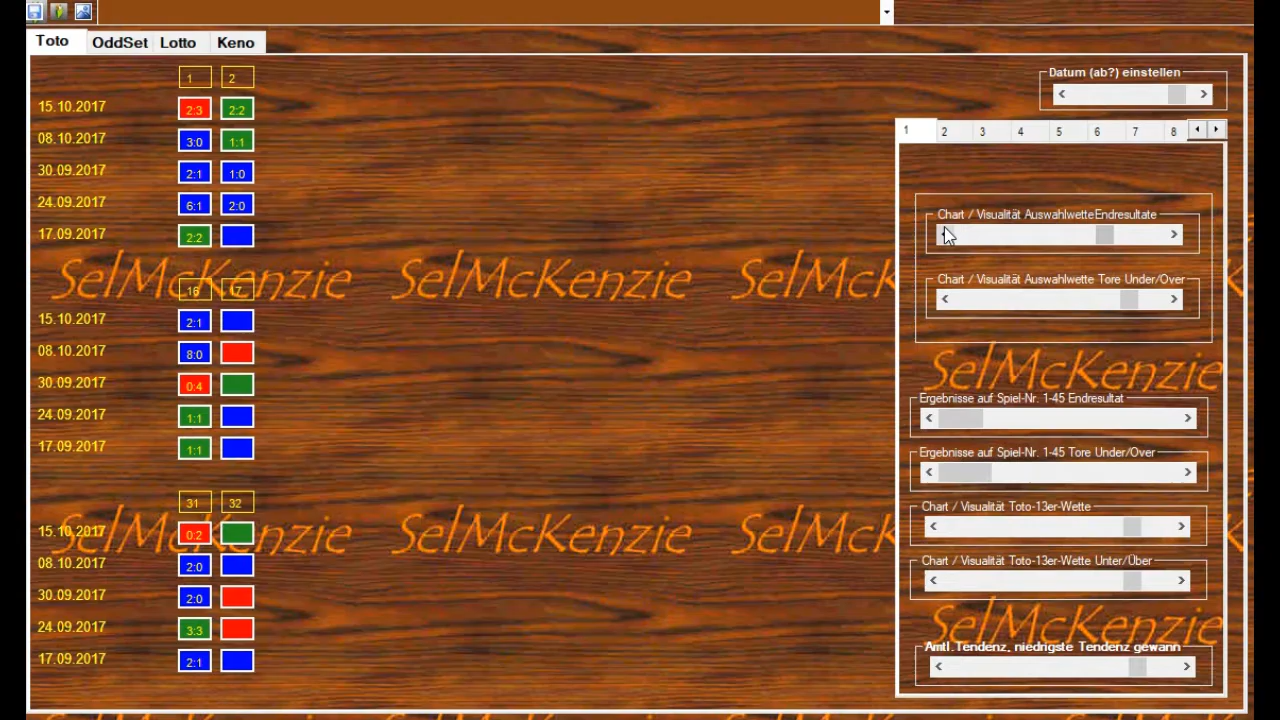 Toto OddSet Lotto Keno
1 2
15.10.2017 2:3 2:2
08.10.2017 3:0 1:1
30.09.2017 2:1 1:0
24.09.2017 6:1 2:0
17.09.2017 2:2
SelMcKenzie SelMcKenzie SelMcKenzie
16 17
15.10.2017 2:1
08.10.2017 8:0
30.09.2017 0:4
24.09.2017 1:1
17.09.2017 1:1
31 32
15.10.2017 0:2
SelMcKenzie SelMcKenzie SelMcKenzie
08.10.2017 2:0
30.09.2017 2:0
24.09.2017 3:3
17.09.2017 2:1
Datum (ab?) einstellen
1 2 3 4 5 6 7 8
Chart / Visualität AuswahlwetteEndresultate
Chart / Visualität Auswahlwette Tore Under/Over
SelMcKenzie
Ergebnisse auf Spiel-Nr. 1-45 Endresultat
Ergebnisse auf Spiel-Nr. 1-45 Tore Under/Over
Chart / Visualität Toto-13er-Wette
Chart / Visualität Toto-13er-Wette Unter/Über
SelMcKenzie
Amtl.Tendenz, niedrigste Tendenz gewann